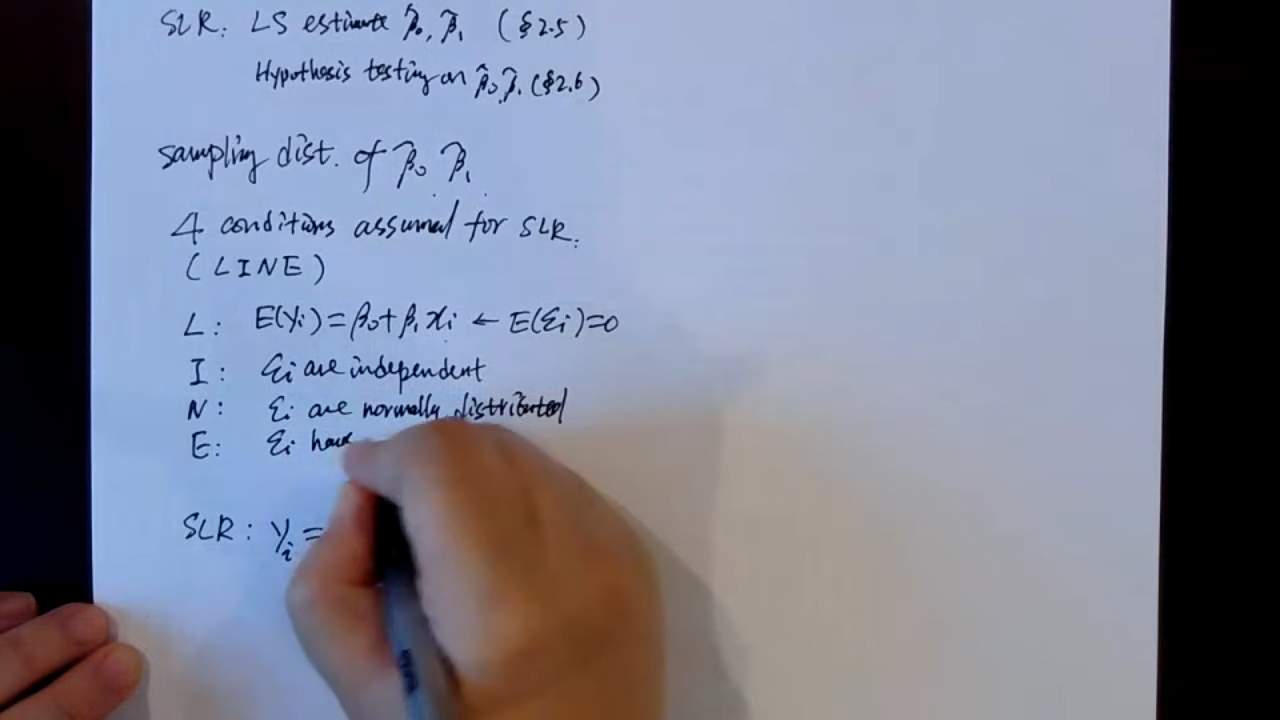 SLR: LS estimate β̂₀, β̂₁ (§2.5)
Hypothesis testing on β̂₀ β̂₁ (§2.6)
sampling dist. of β̂₀ β̂₁
4 conditions assumed for SLR.
(LINE)
L: E(Yi)=β₀+β₁xi ← E(εi)=0
I: εi are independent
N: εi are normally distributed
E: εi have
SLR: Yi =